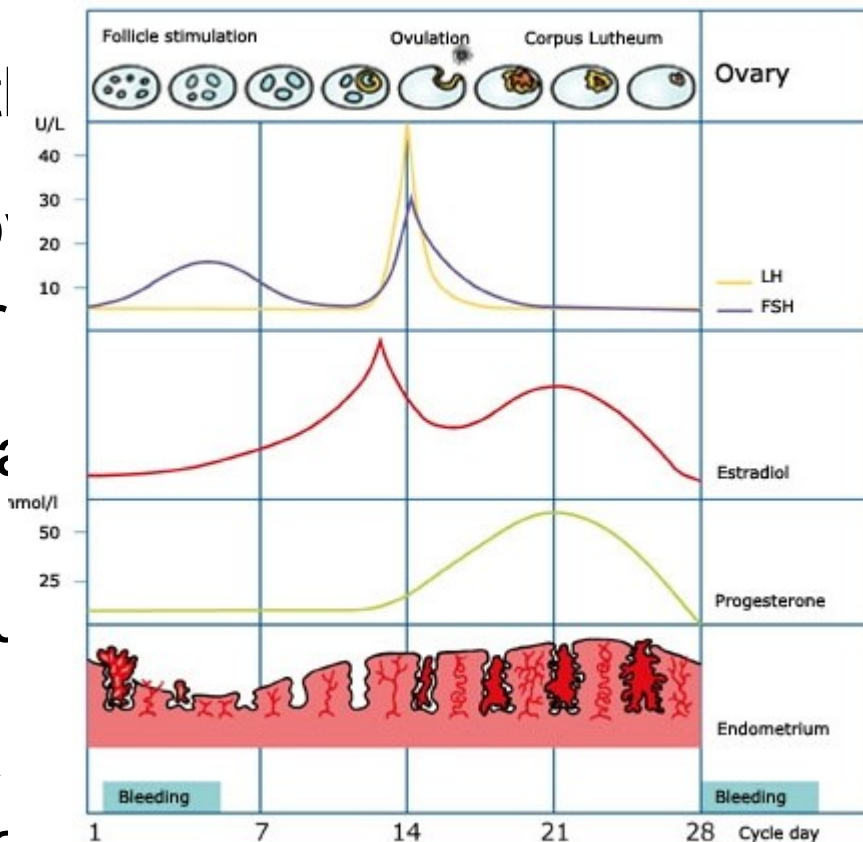 Follicle stimulation
Ovulation
Corpus Lutheum
Ovary
U/L
40
30
20
10
LH
FSH
Estradiol
nmol/l
50
25
Progesterone
Endometrium
Bleeding
Bleeding
1 7 14 21 28 Cycle day